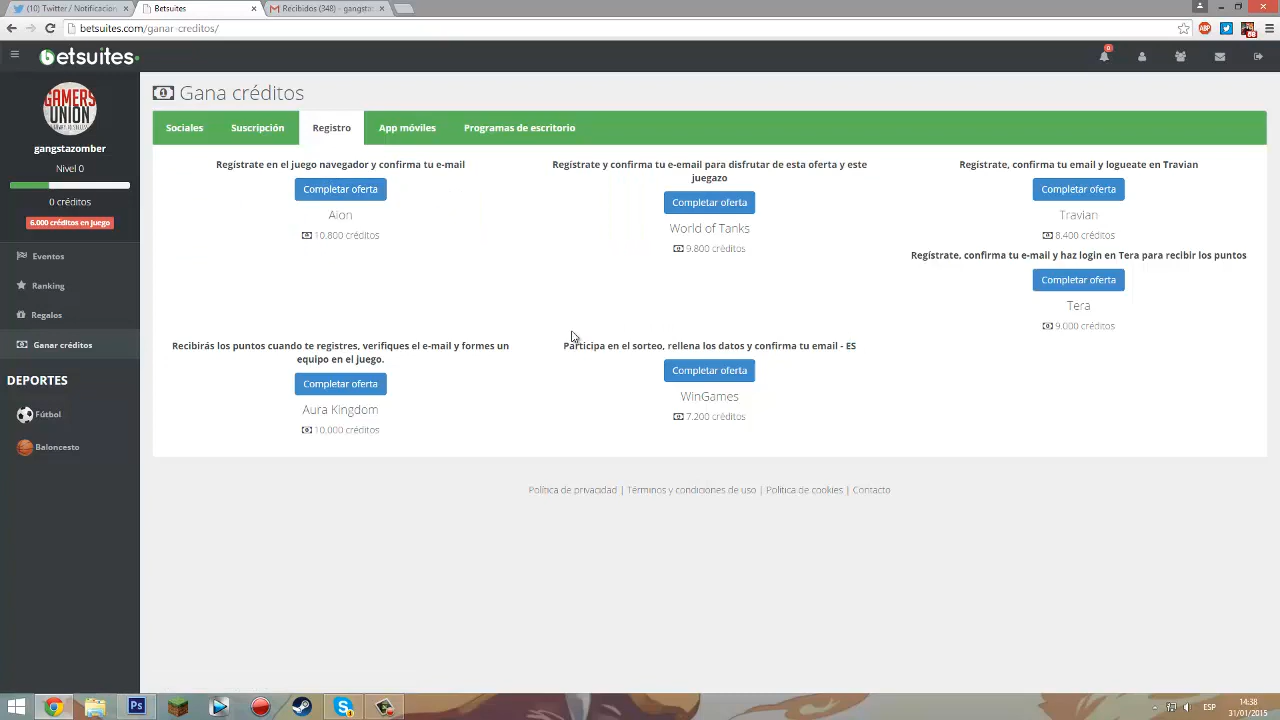 (10) Twitter / Notificacion
Betsuites
Recibidos (348) - gangsta
betsuites.com/ganar-creditos/
ABP
58
betsuites.
0
GAMERS
UNION
gangstazomber
Nivel 0
0 créditos
6.000 créditos en juego
Eventos
Ranking
Regalos
Ganar créditos
DEPORTES
Fútbol
Baloncesto
Gana créditos
Sociales
Suscripción
Registro
App móviles
Programas de escritorio
Regístrate en el juego navegador y confirma tu e-mail
Completar oferta
Aion
10.800 créditos
Regístrate y confirma tu e-email para disfrutar de esta oferta y este
juegazo
Completar oferta
World of Tanks
9.800 créditos
Regístrate, confirma tu email y logueate en Travian
Completar oferta
Travian
8.400 créditos
Regístrate, confirma tu e-mail y haz login en Tera para recibir los puntos
Completar oferta
Tera
9.000 créditos
Recibirás los puntos cuando te registres, verifiques el e-mail y formes un
equipo en el juego.
Completar oferta
Aura Kingdom
10.000 créditos
Participa en el sorteo, rellena los datos y confirma tu email - ES
Completar oferta
WinGames
7.200 créditos
Política de privacidad | Términos y condiciones de uso | Política de cookies | Contacto
Ps
ESP
14:38
31/01/2015